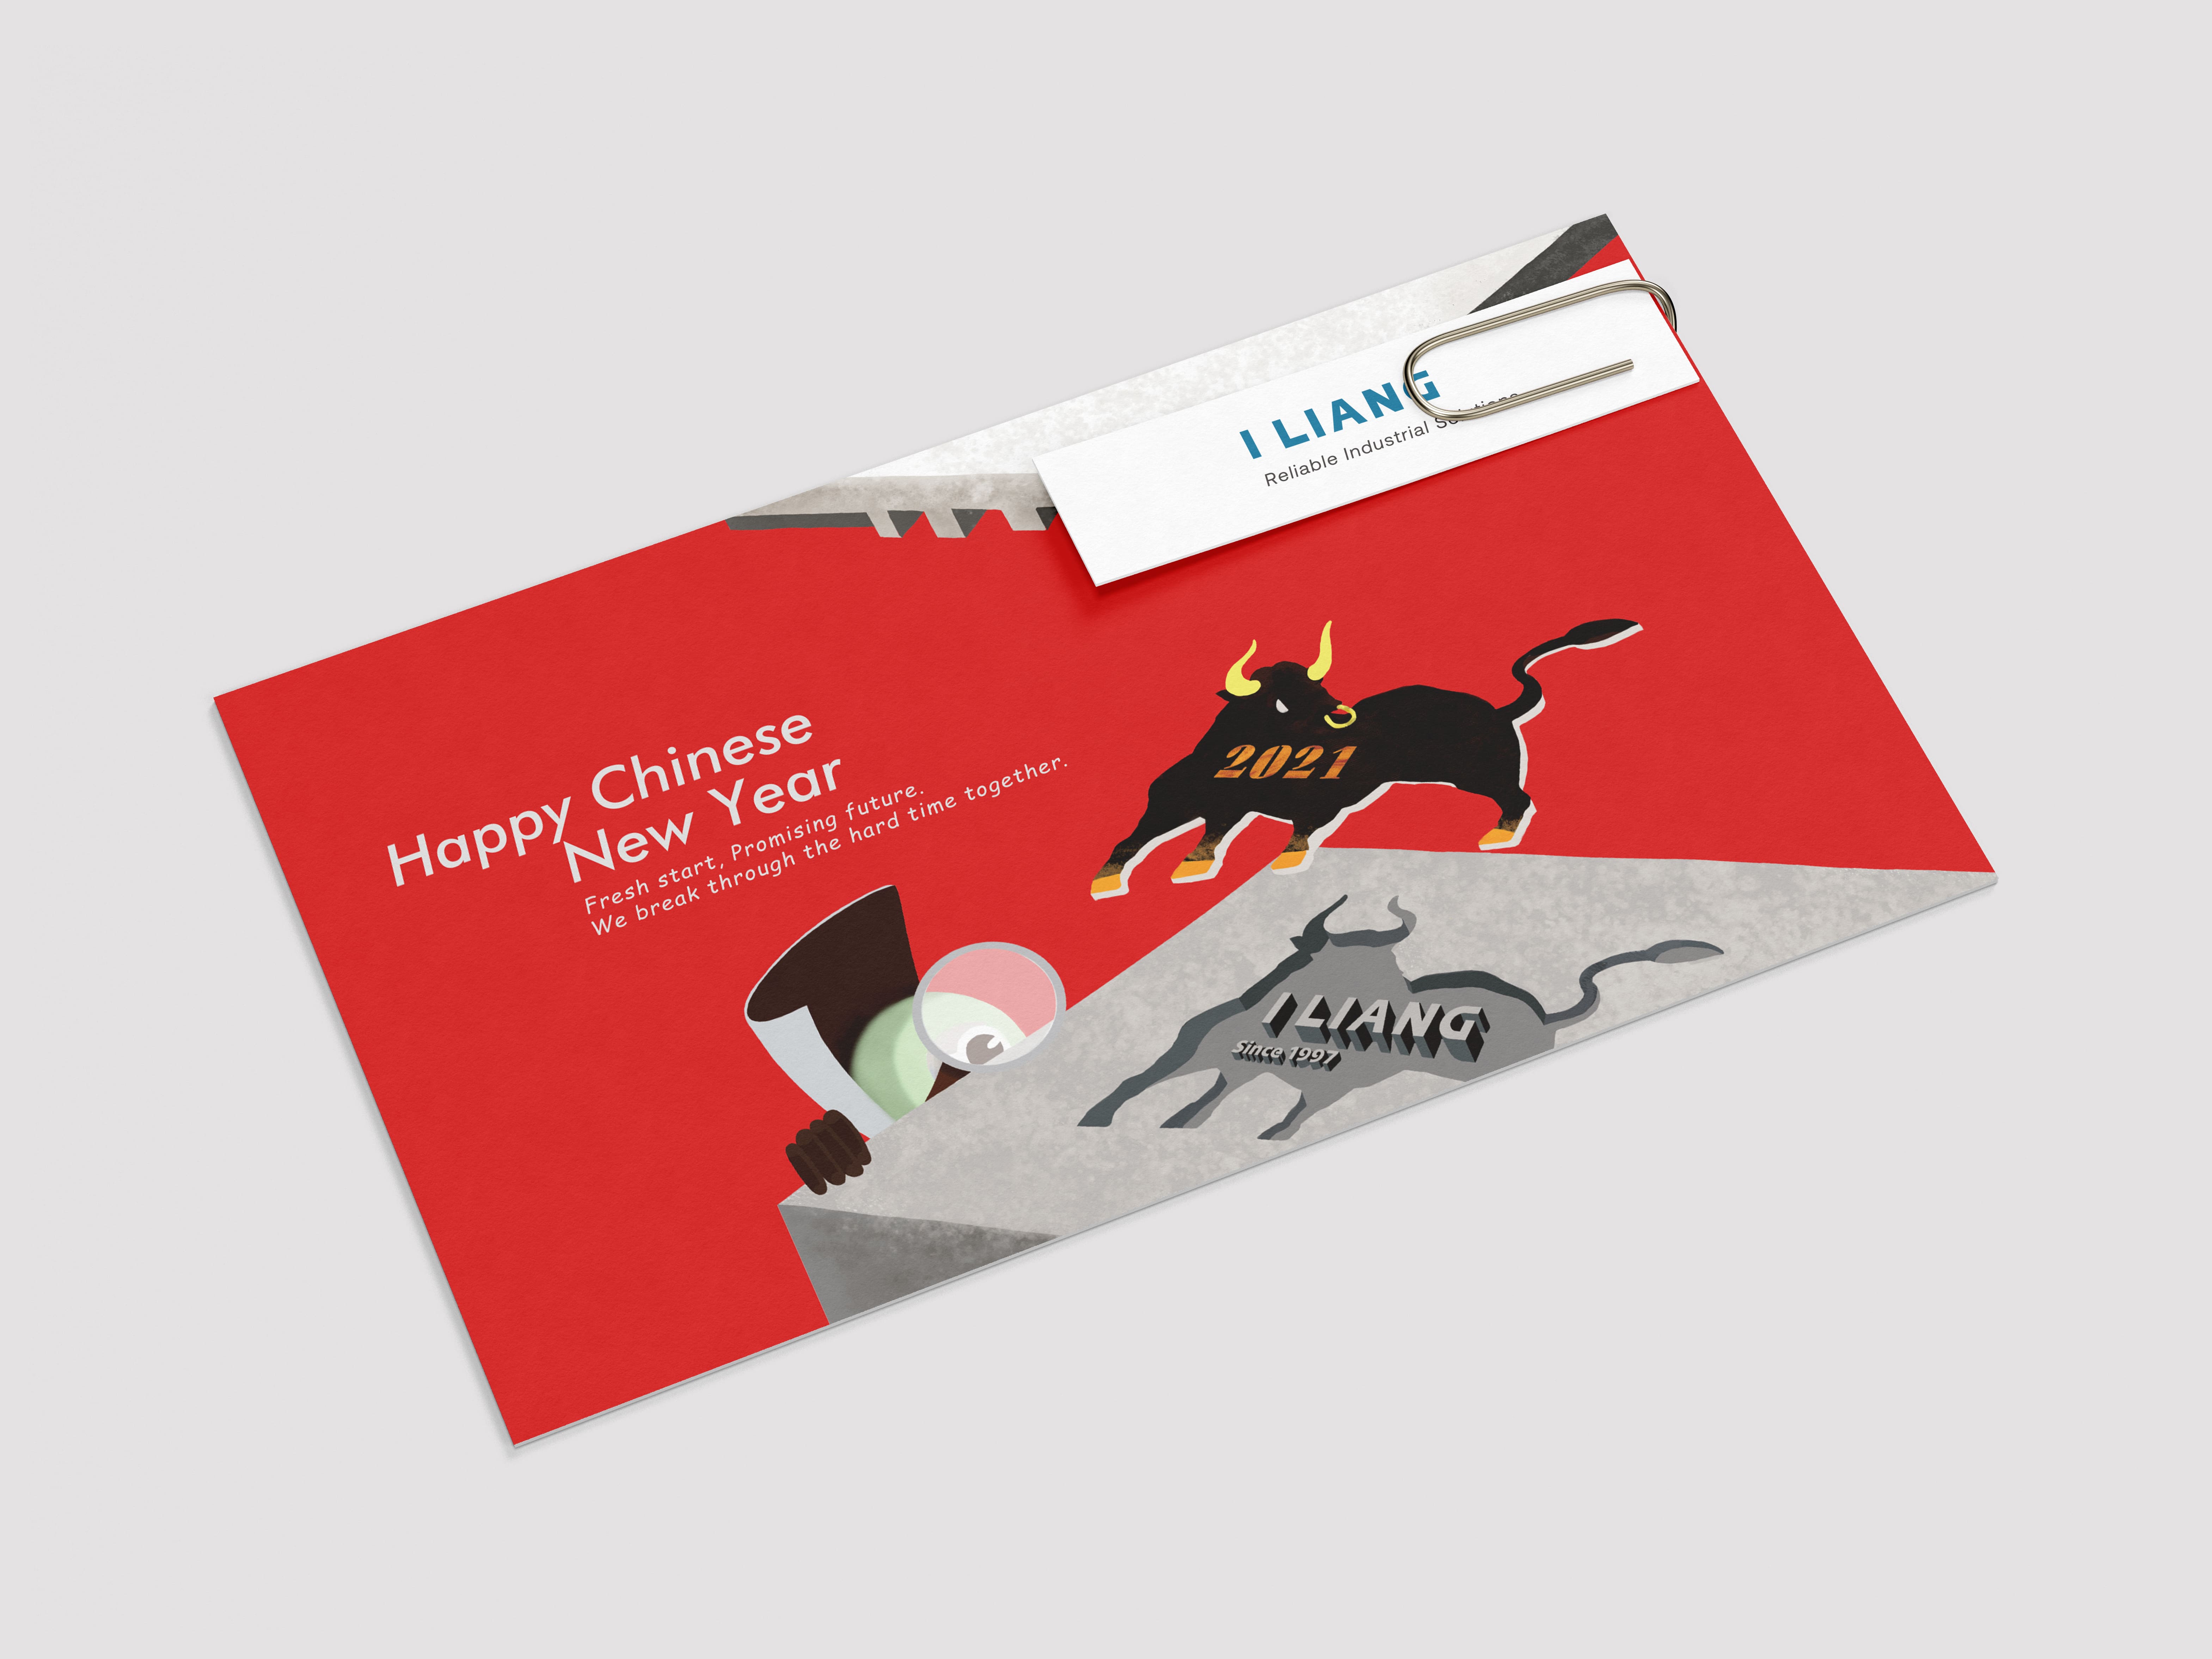 I LIANG
Reliable Industrial
Happy Chinese
New Year
Fresh start, Promising future.
We break through the hard time together.
2021
I LIANG
Since 1997